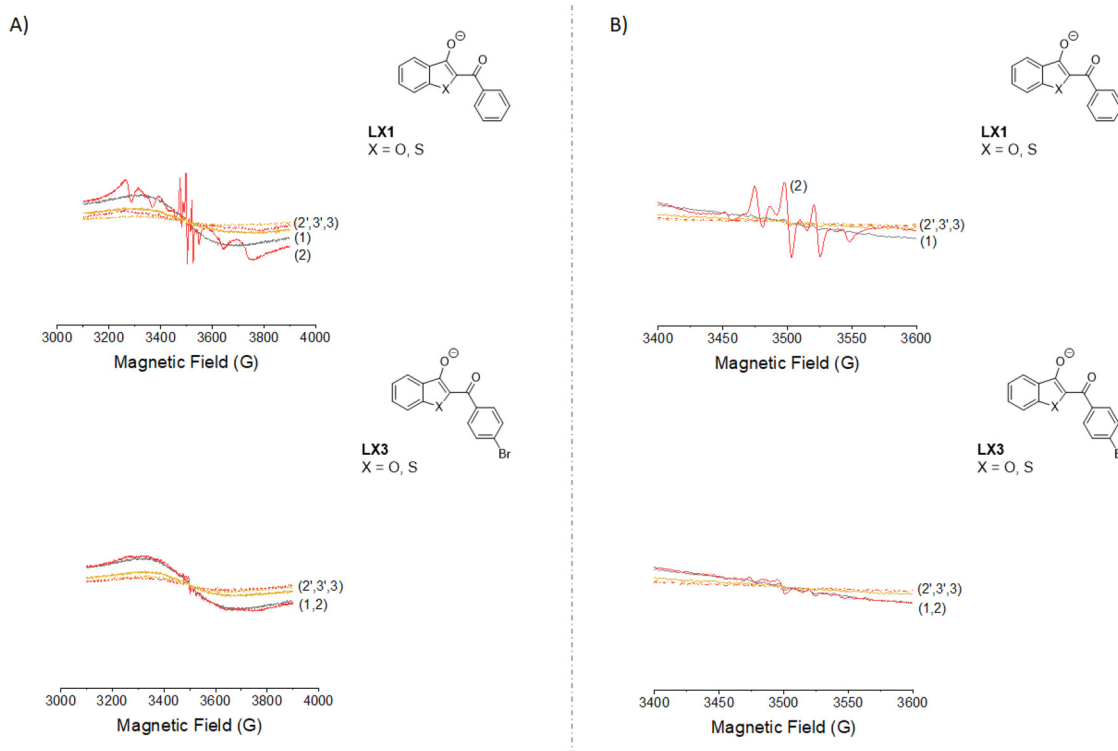 A)
O⊖
O
X
LX1
X = O, S
(2',3',3)
(1)
(2)
3000 3200 3400 3600 3800 4000
Magnetic Field (G)
O⊖
O
X
LX3
X = O, S
Br
(2',3',3)
(1,2)
3000 3200 3400 3600 3800 4000
Magnetic Field (G)
B)
O⊖
O
X
LX1
X = O, S
(2)
(2',3',3)
(1)
3400 3450 3500 3550 3600
Magnetic Field (G)
O⊖
O
X
LX3
X = O, S
(2',3',3)
(1,2)
3400 3450 3500 3550 3600
Magnetic Field (G)